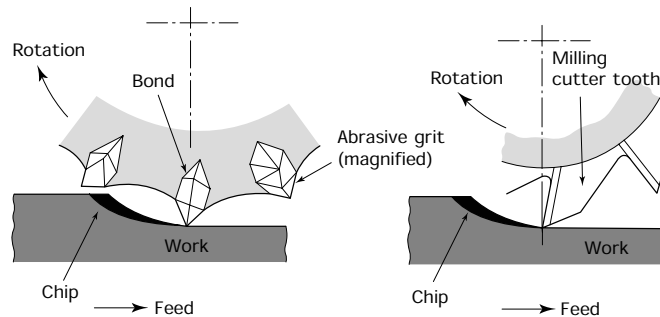 Rotation
Bond
Abrasive grit
(magnified)
Work
Chip
Feed
Milling
cutter tooth
Rotation
Work
Chip
Feed